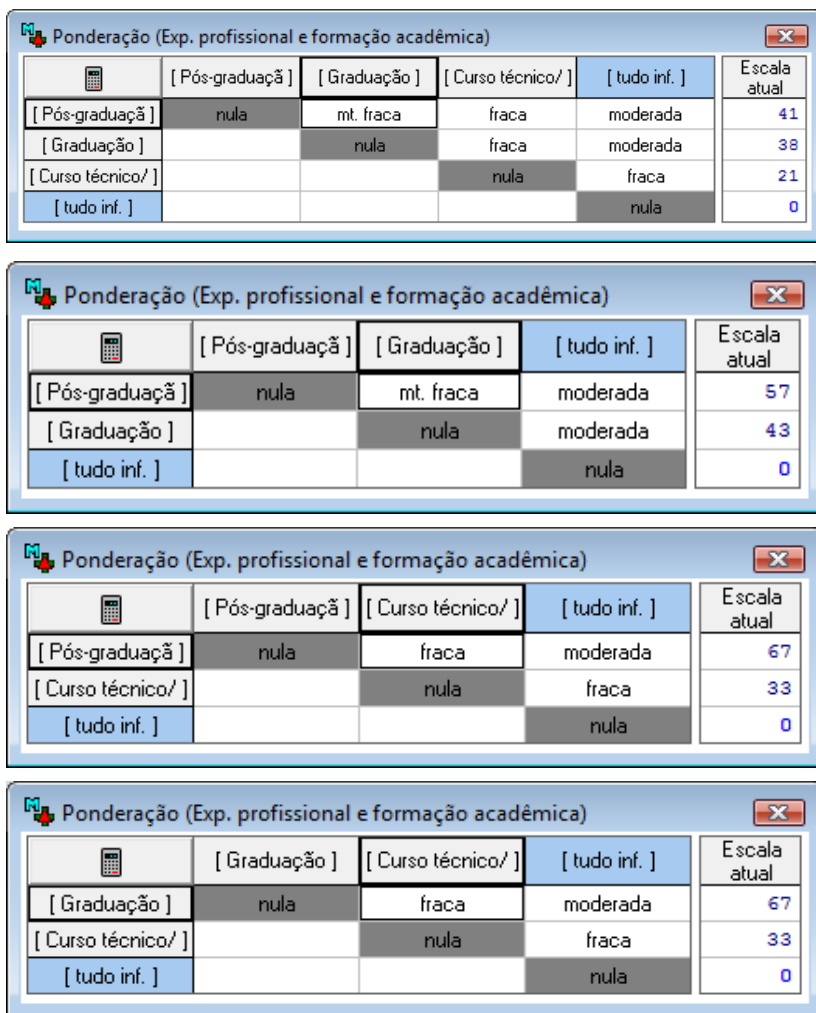 Ponderação (Exp. profissional e formação acadêmica)
[ Pós-graduaçã ] [ Graduação ] [ Curso técnico/ ] [ tudo inf. ] Escala atual
[ Pós-graduaçã ] nula mt. fraca fraca moderada 41
[ Graduação ] nula fraca moderada 38
[ Curso técnico/ ] nula fraca 21
[ tudo inf. ] nula 0
Ponderação (Exp. profissional e formação acadêmica)
[ Pós-graduaçã ] [ Graduação ] [ tudo inf. ] Escala atual
[ Pós-graduaçã ] nula mt. fraca moderada 57
[ Graduação ] nula moderada 43
[ tudo inf. ] nula 0
Ponderação (Exp. profissional e formação acadêmica)
[ Pós-graduaçã ] [ Curso técnico/ ] [ tudo inf. ] Escala atual
[ Pós-graduaçã ] nula fraca moderada 67
[ Curso técnico/ ] nula fraca 33
[ tudo inf. ] nula 0
Ponderação (Exp. profissional e formação acadêmica)
[ Graduação ] [ Curso técnico/ ] [ tudo inf. ] Escala atual
[ Graduação ] nula fraca moderada 67
[ Curso técnico/ ] nula fraca 33
[ tudo inf. ] nula 0